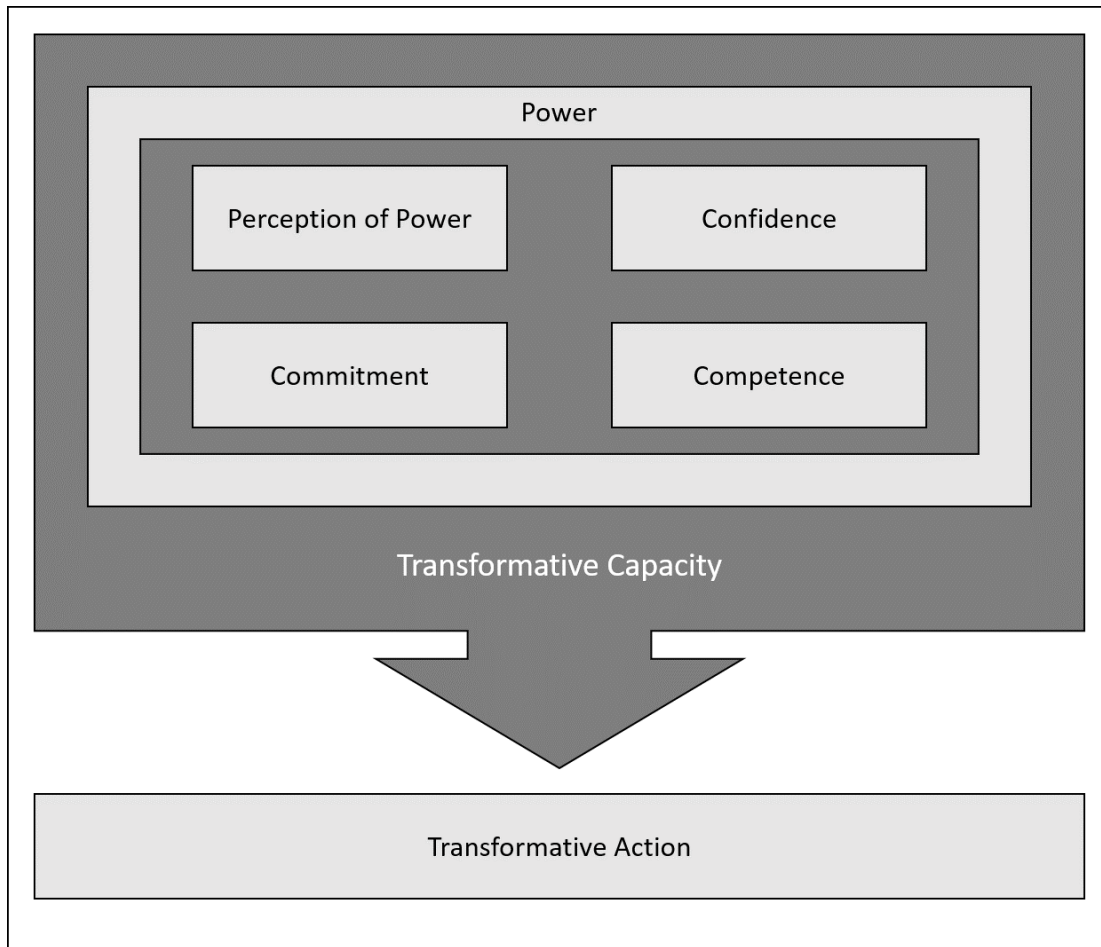 Power
Perception of Power
Confidence
Commitment
Competence
Transformative Capacity
Transformative Action